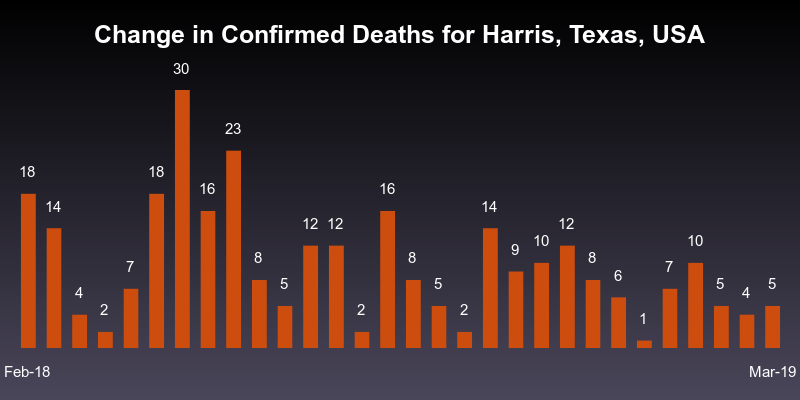 Change in Confirmed Deaths for Harris, Texas, USA
18 14 4 2 7 18 30 16 23 8 5 12 12 2 16 8 5 2 14 9 10 12 8 6 1 7 10 5 4 5
Feb-18 Mar-19